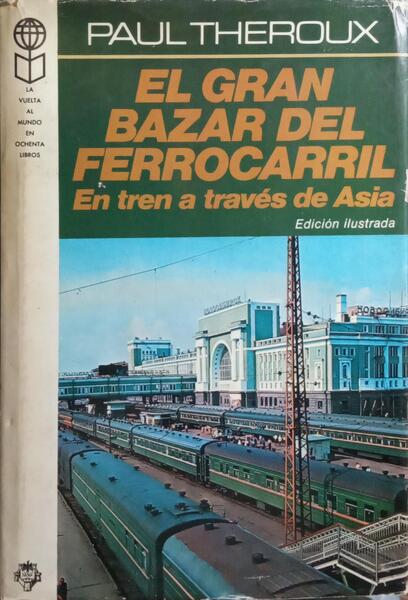 PAUL THEROUX
EL GRAN
BAZAR DEL
FERROCARRIL
En tren a través de Asia
Edición ilustrada
LA
VUELTA
AL
MUNDO
EN
OCHENTA
LIBROS